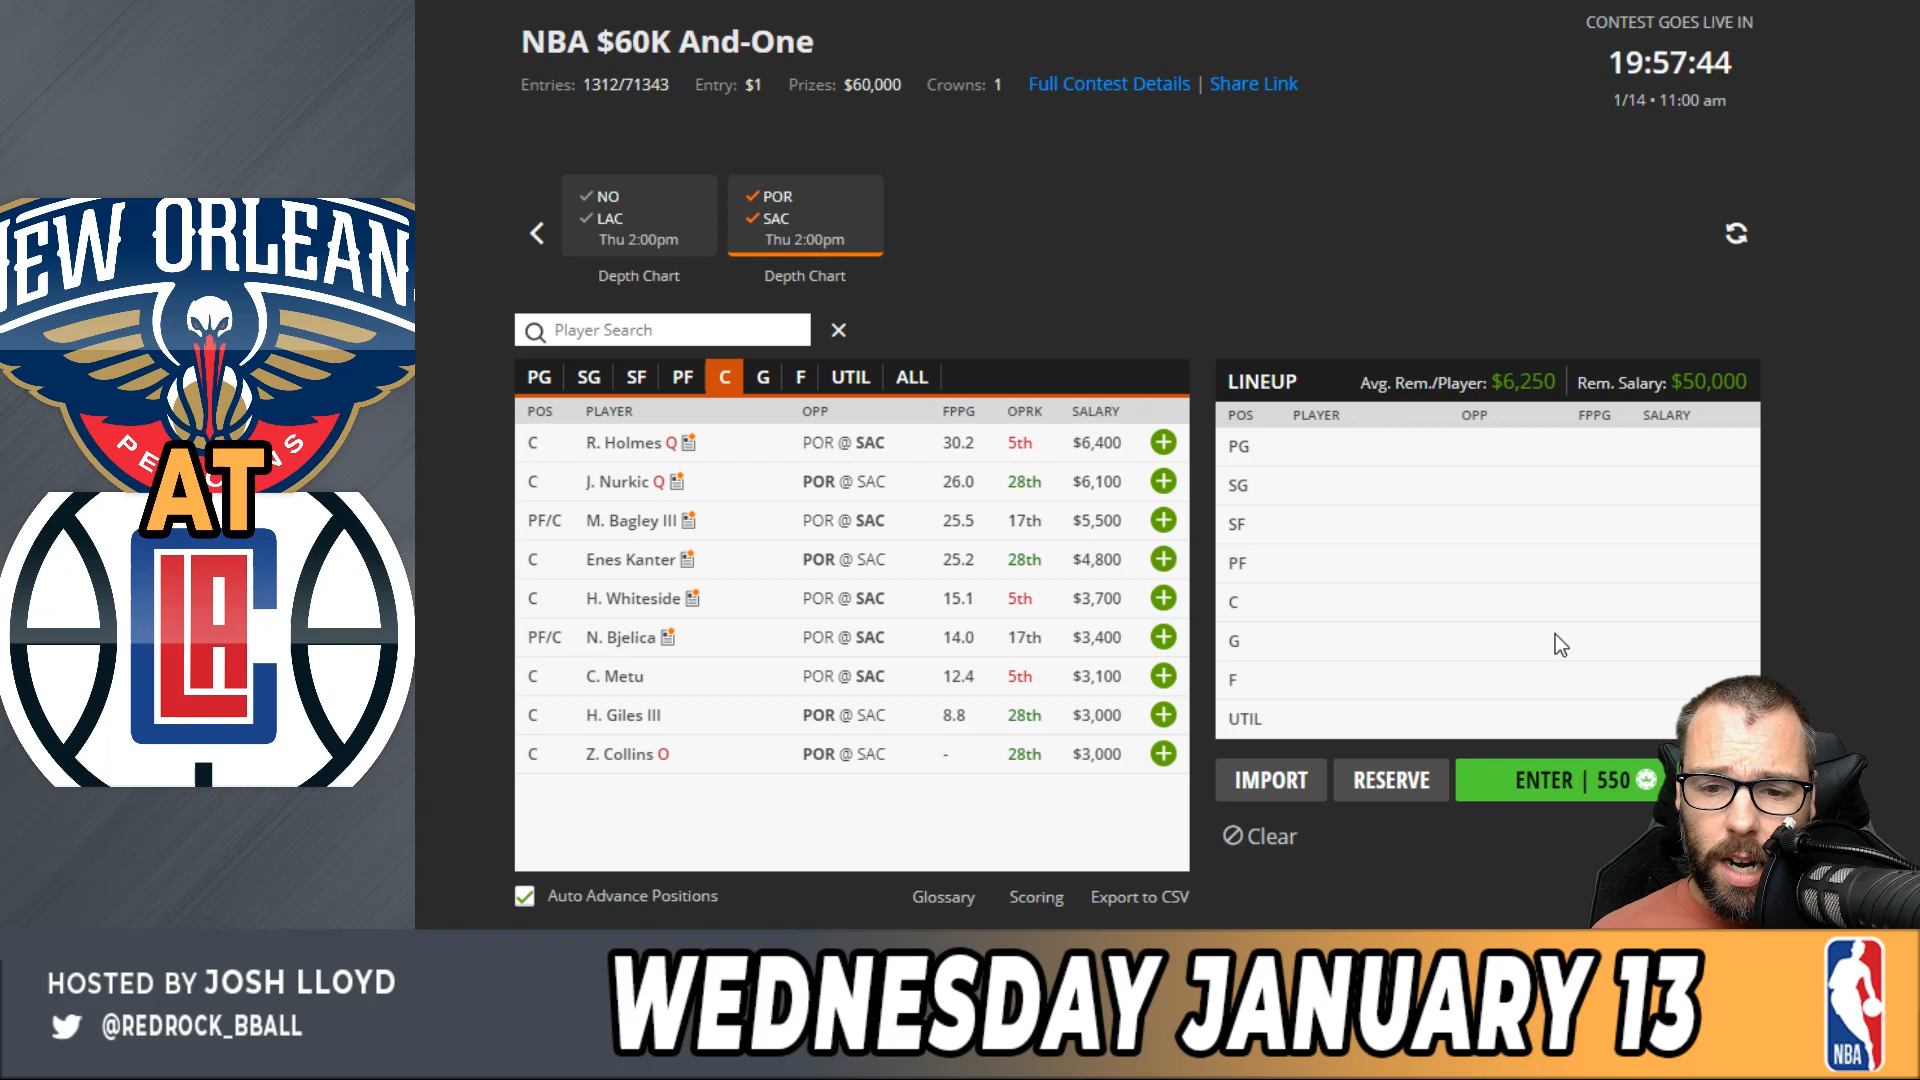 NBA $60K And-One
Entries: 1312/71343 Entry: $1 Prizes: $60,000 Crowns: 1 Full Contest Details | Share Link
CONTEST GOES LIVE IN
19:57:44
1/14 • 11:00 am
NO
LAC
Thu 2:00pm
Depth Chart
POR
SAC
Thu 2:00pm
Depth Chart
Player Search
PG SG SF PF C G F UTIL ALL
POS PLAYER OPP FPPG OPRK SALARY
C R. Holmes Q POR @ SAC 30.2 5th $6,400
C J. Nurkic Q POR @ SAC 26.0 28th $6,100
PF/C M. Bagley III POR @ SAC 25.5 17th $5,500
C Enes Kanter POR @ SAC 25.2 28th $4,800
C H. Whiteside POR @ SAC 15.1 5th $3,700
PF/C N. Bjelica POR @ SAC 14.0 17th $3,400
C C. Metu POR @ SAC 12.4 5th $3,100
C H. Giles III POR @ SAC 8.8 28th $3,000
C Z. Collins O POR @ SAC - 28th $3,000
Auto Advance Positions Glossary Scoring Export to CSV
LINEUP Avg. Rem./Player: $6,250 Rem. Salary: $50,000
POS PLAYER OPP FPPG SALARY
PG
SG
SF
PF
C
G
F
UTIL
IMPORT RESERVE ENTER | 550
Clear
NEW ORLEANS
AT
LA
HOSTED BY JOSH LLOYD
@REDROCK_BBALL
WEDNESDAY JANUARY 13
NBA